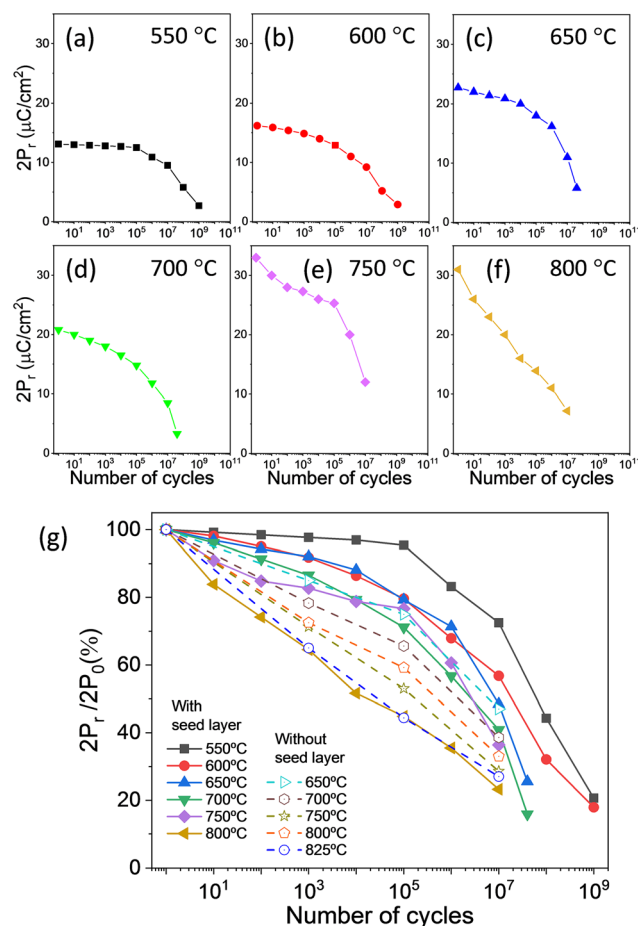 (a) 550 °C
(b) 600 °C
(c) 650 °C
30
20
10
0
2Pr (μC/cm²)
10¹ 10³ 10⁵ 10⁷ 10⁹ 10¹¹
10¹ 10³ 10⁵ 10⁷ 10⁹ 10¹¹
10¹ 10³ 10⁵ 10⁷ 10⁹ 10¹¹
(d) 700 °C
(e) 750 °C
(f) 800 °C
30
20
10
0
2Pr (μC/cm²)
10¹ 10³ 10⁵ 10⁷ 10⁹ 10¹¹
10¹ 10³ 10⁵ 10⁷ 10⁹ 10¹¹
10¹ 10³ 10⁵ 10⁷ 10⁹ 10¹¹
Number of cycles
Number of cycles
Number of cycles
(g)
100
80
60
40
20
0
2Pr/2P0(%)
With
seed layer
550ºC
600ºC
650ºC
700ºC
750ºC
800ºC
Without
seed layer
650ºC
700ºC
750ºC
800ºC
825ºC
10¹ 10³ 10⁵ 10⁷ 10⁹
Number of cycles